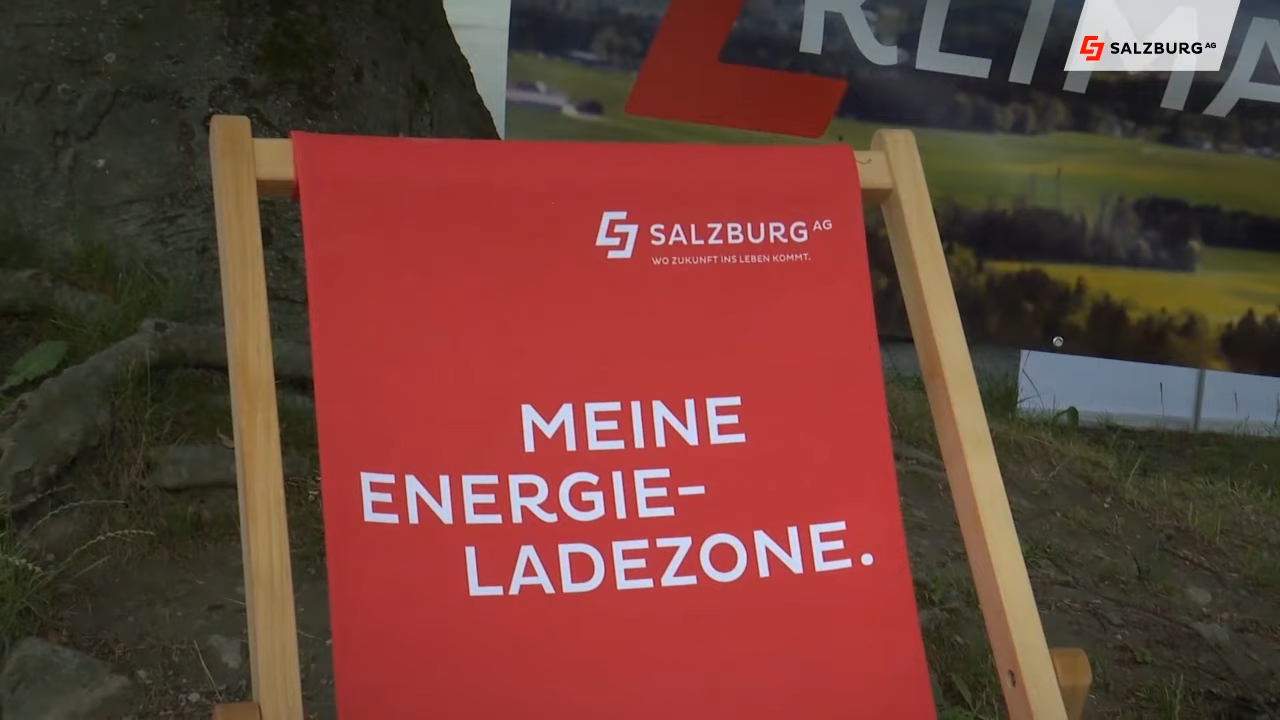 SALZBURG AG
SALZBURG AG
WO ZUKUNFT INS LEBEN KOMMT.
MEINE
ENERGIE-
LADEZONE.